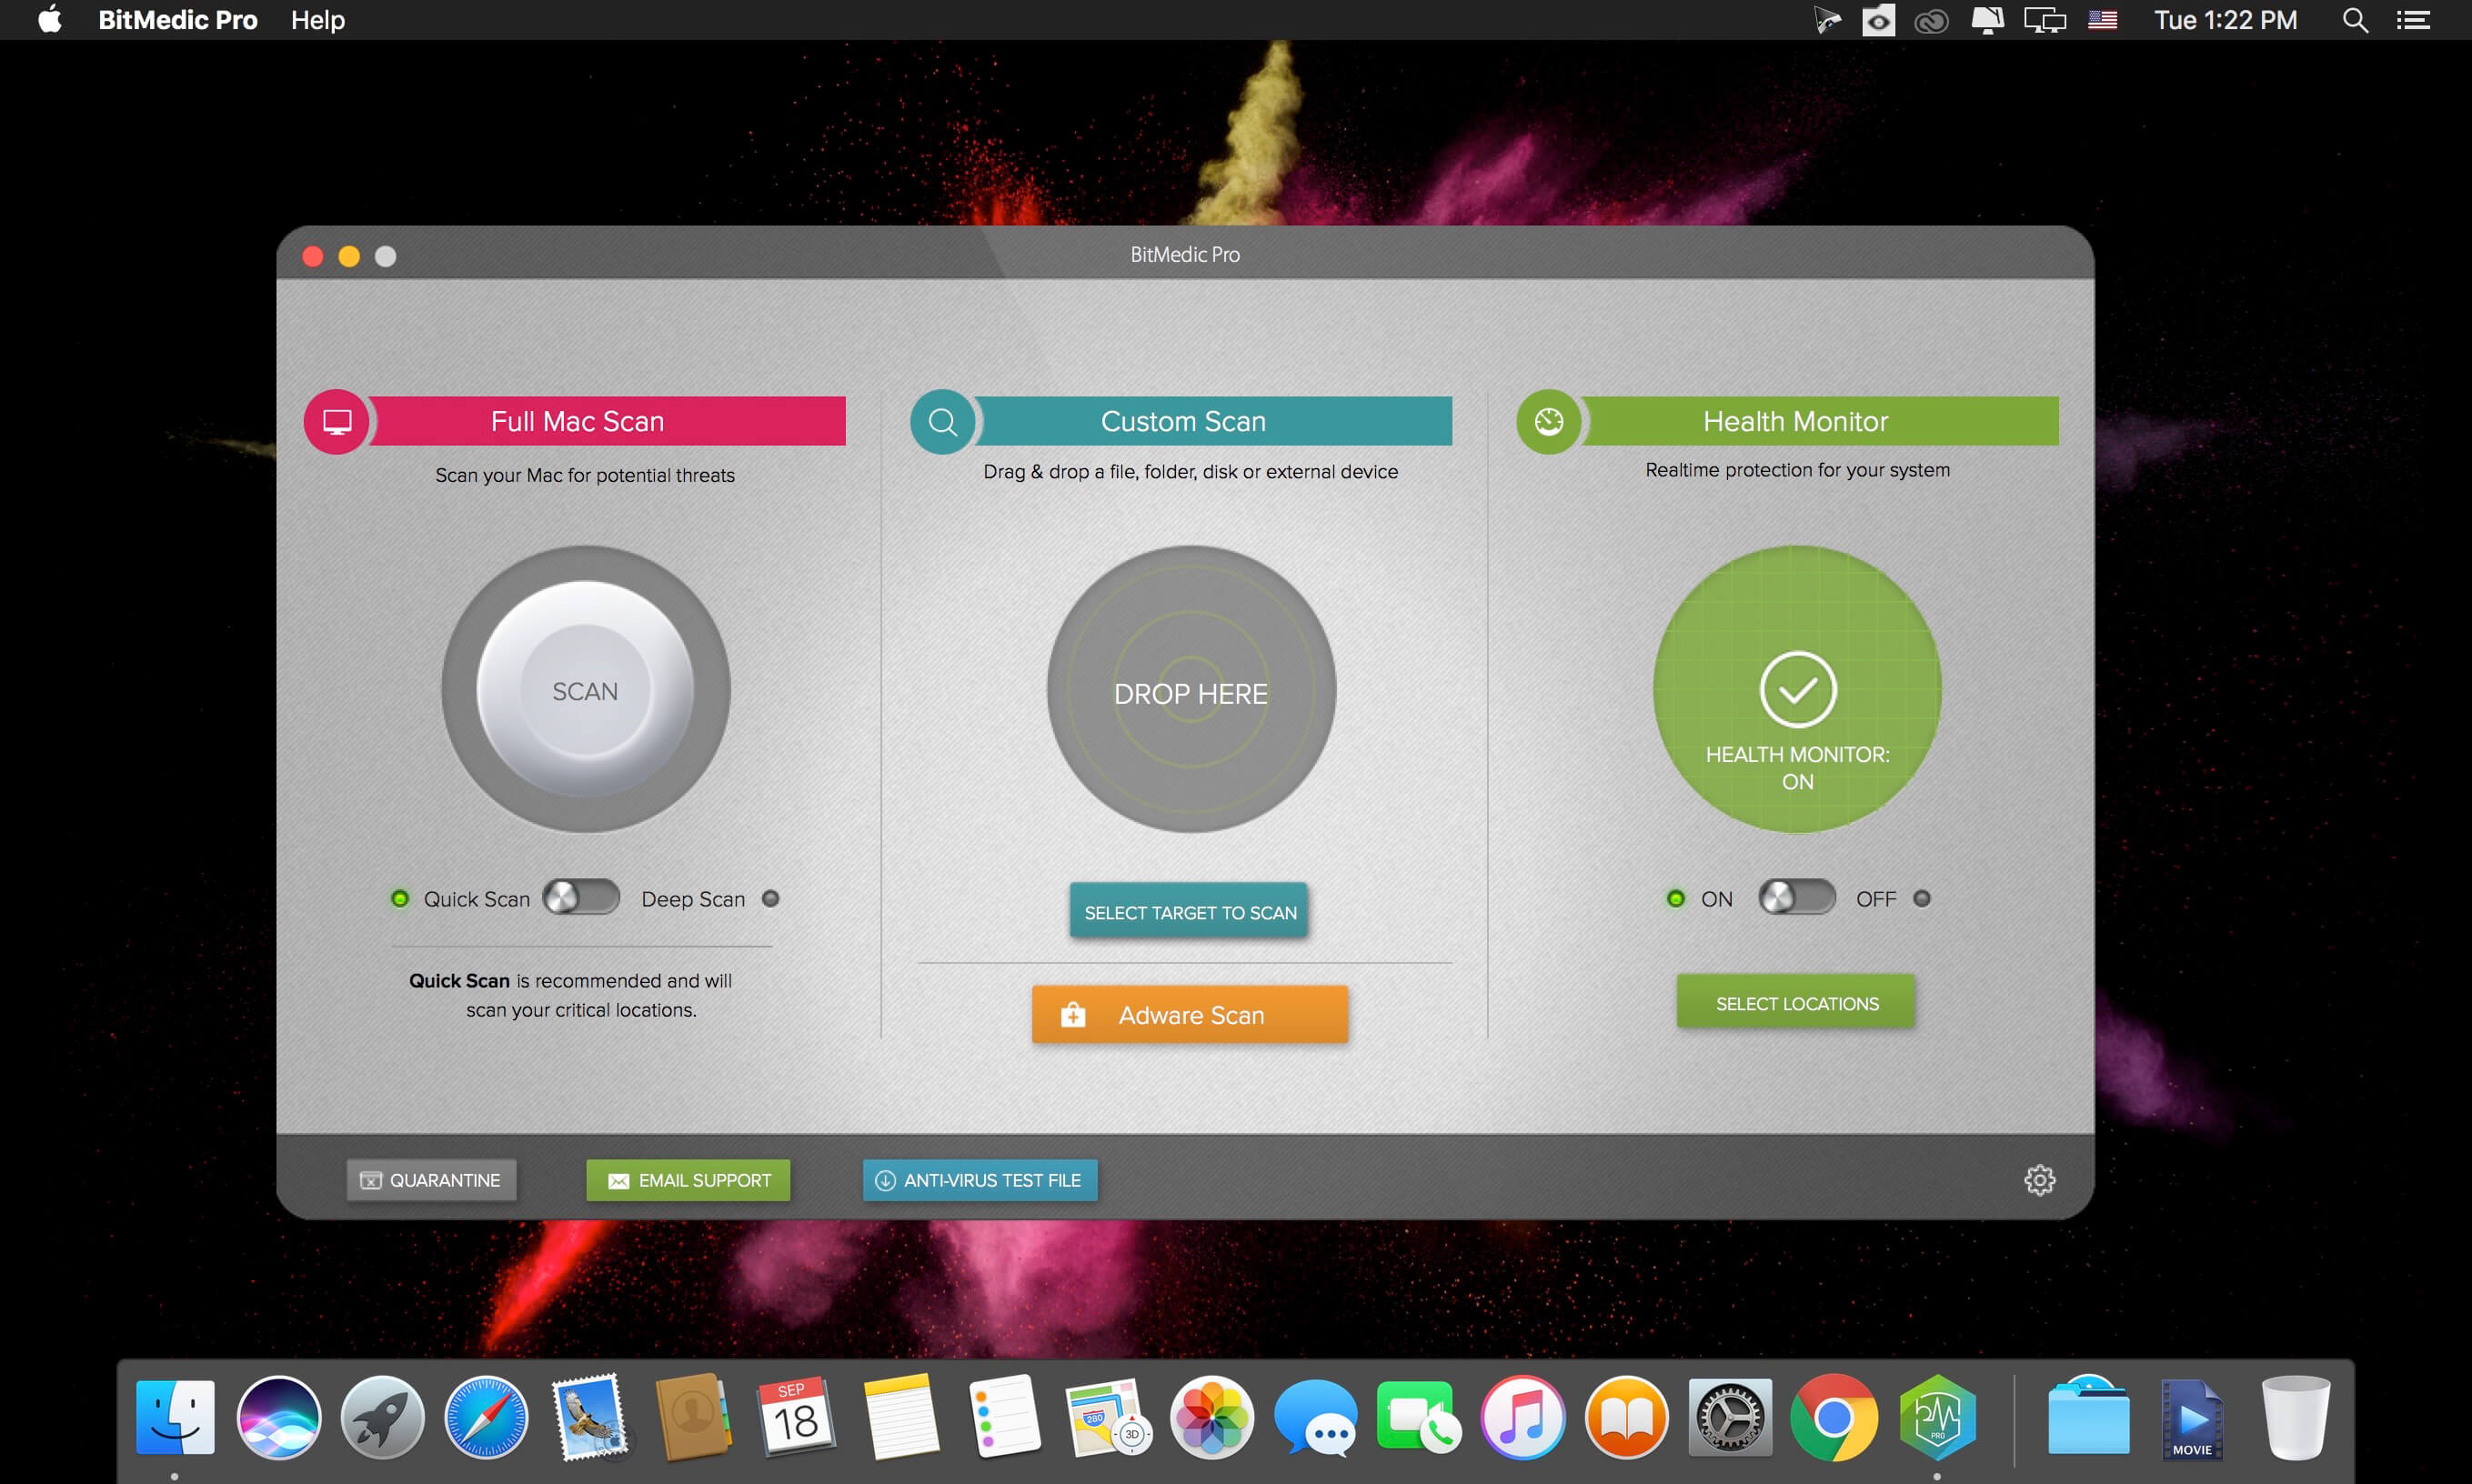 BitMedic Pro Help
Tue 1:22 PM
BitMedic Pro
Full Mac Scan
Scan your Mac for potential threats
SCAN
Quick Scan
Deep Scan
Quick Scan is recommended and will
scan your critical locations.
Custom Scan
Drag & drop a file, folder, disk or external device
DROP HERE
SELECT TARGET TO SCAN
Adware Scan
Health Monitor
Realtime protection for your system
HEALTH MONITOR:
ON
ON
OFF
SELECT LOCATIONS
QUARANTINE
EMAIL SUPPORT
ANTI-VIRUS TEST FILE
SEP
18
280
3D
PRO
MOVIE